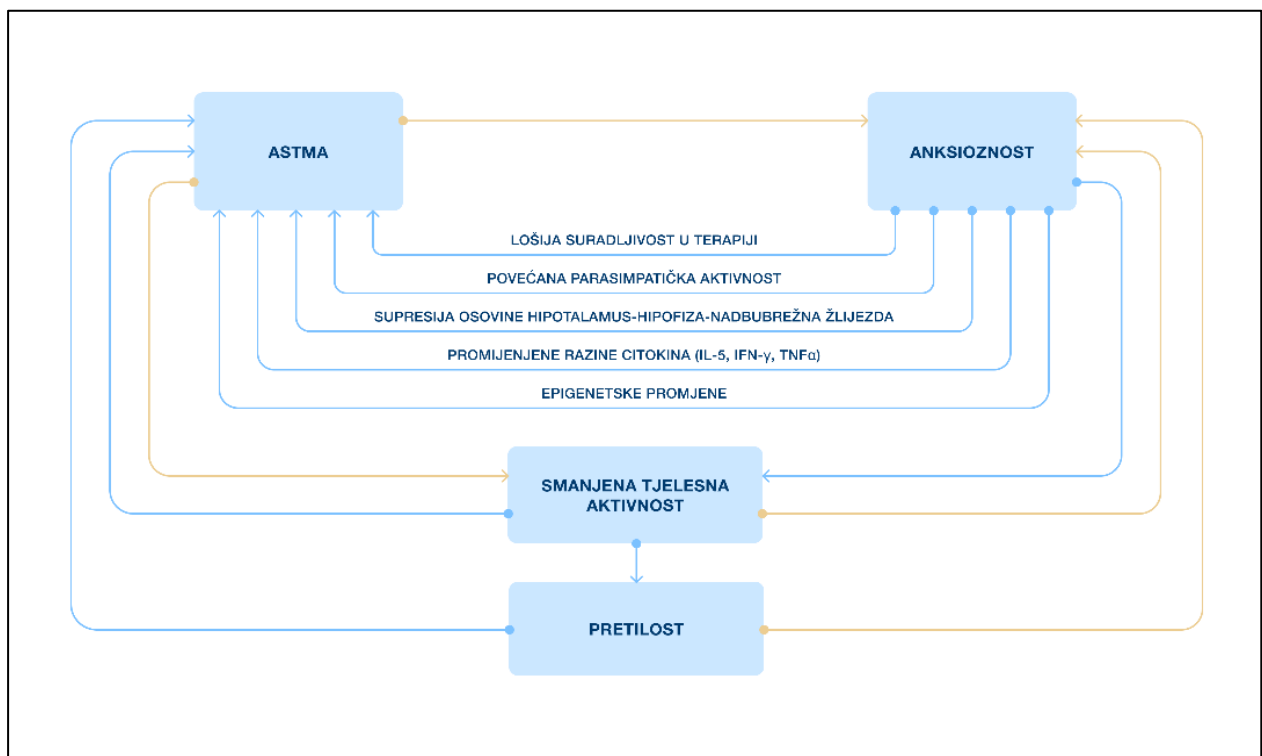 ASTMA
ANKSIOZNOST
LOŠIJA SURADLJIVOST U TERAPIJI
POVEĆANA PARASIMPATIČKA AKTIVNOST
SUPRESIJA OSOVINE HIPOTALAMUS-HIPOFIZA-NADBUBREŽNA ŽLIJEZDA
PROMIJENJENE RAZINE CITOKINA (IL-5, IFN-γ, TNFα)
EPIGENETSKE PROMJENE
SMANJENA TJELESNA
AKTIVNOST
PRETILOST